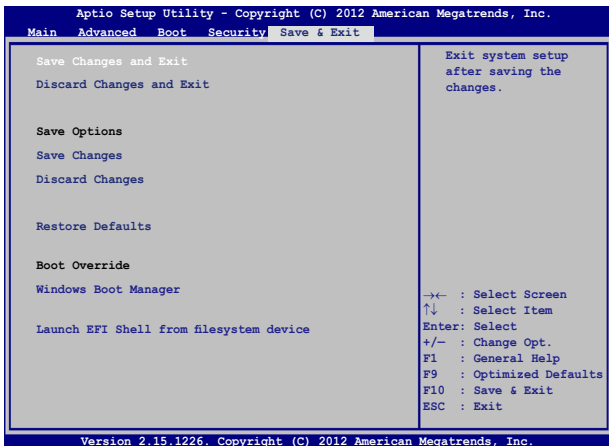 Aptio Setup Utility - Copyright (C) 2012 American Megatrends, Inc.
Main Advanced Boot Security Save & Exit
Save Changes and Exit
Discard Changes and Exit
Save Options
Save Changes
Discard Changes
Restore Defaults
Boot Override
Windows Boot Manager
Launch EFI Shell from filesystem device
Exit system setup
after saving the
changes.
→← : Select Screen
↑↓ : Select Item
Enter: Select
+/— : Change Opt.
F1 : General Help
F9 : Optimized Defaults
F10 : Save & Exit
ESC : Exit
Version 2.15.1226. Copyright (C) 2012 American Megatrends, Inc.